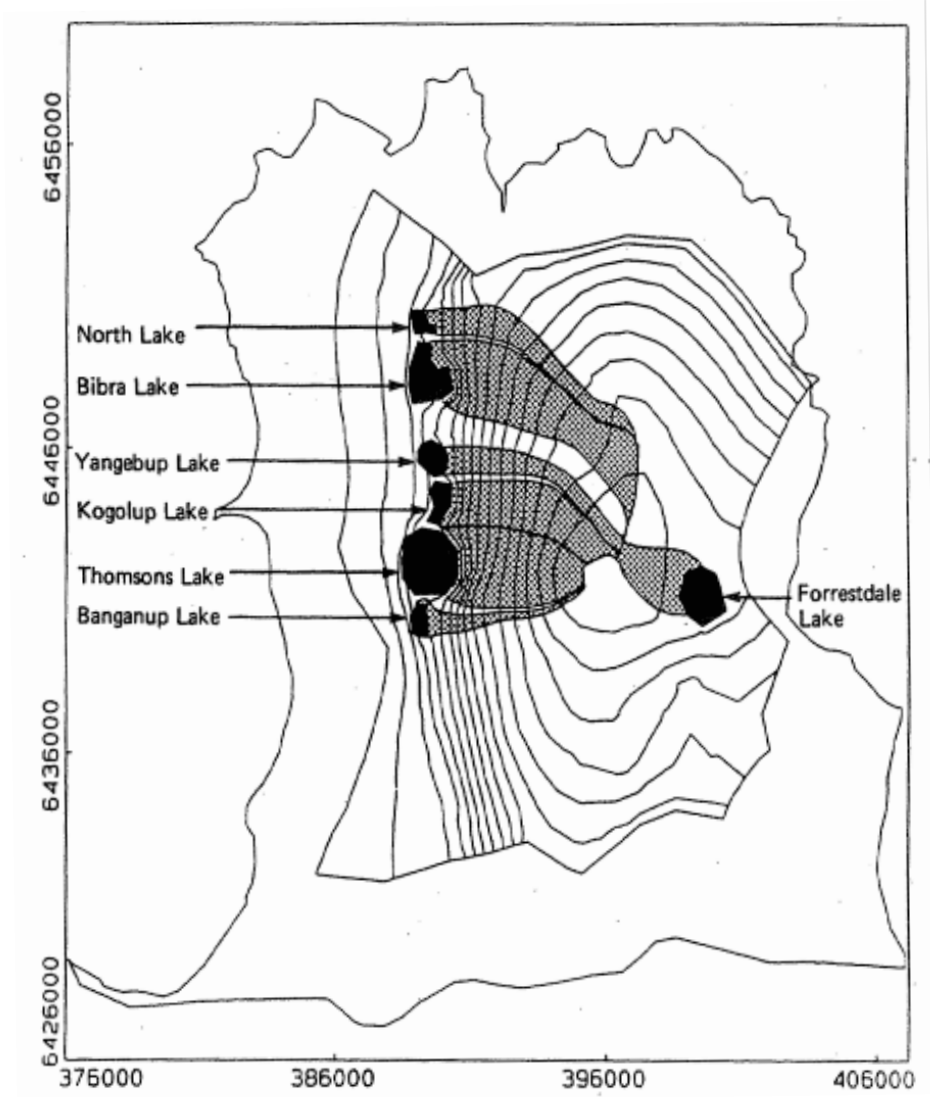 6456000
6446000
6436000
6426000
North Lake
Bibra Lake
Yangebup Lake
Kogolup Lake
Thomsons Lake
Banganup Lake
Forrestdale
Lake
375000
386000
396000
406000